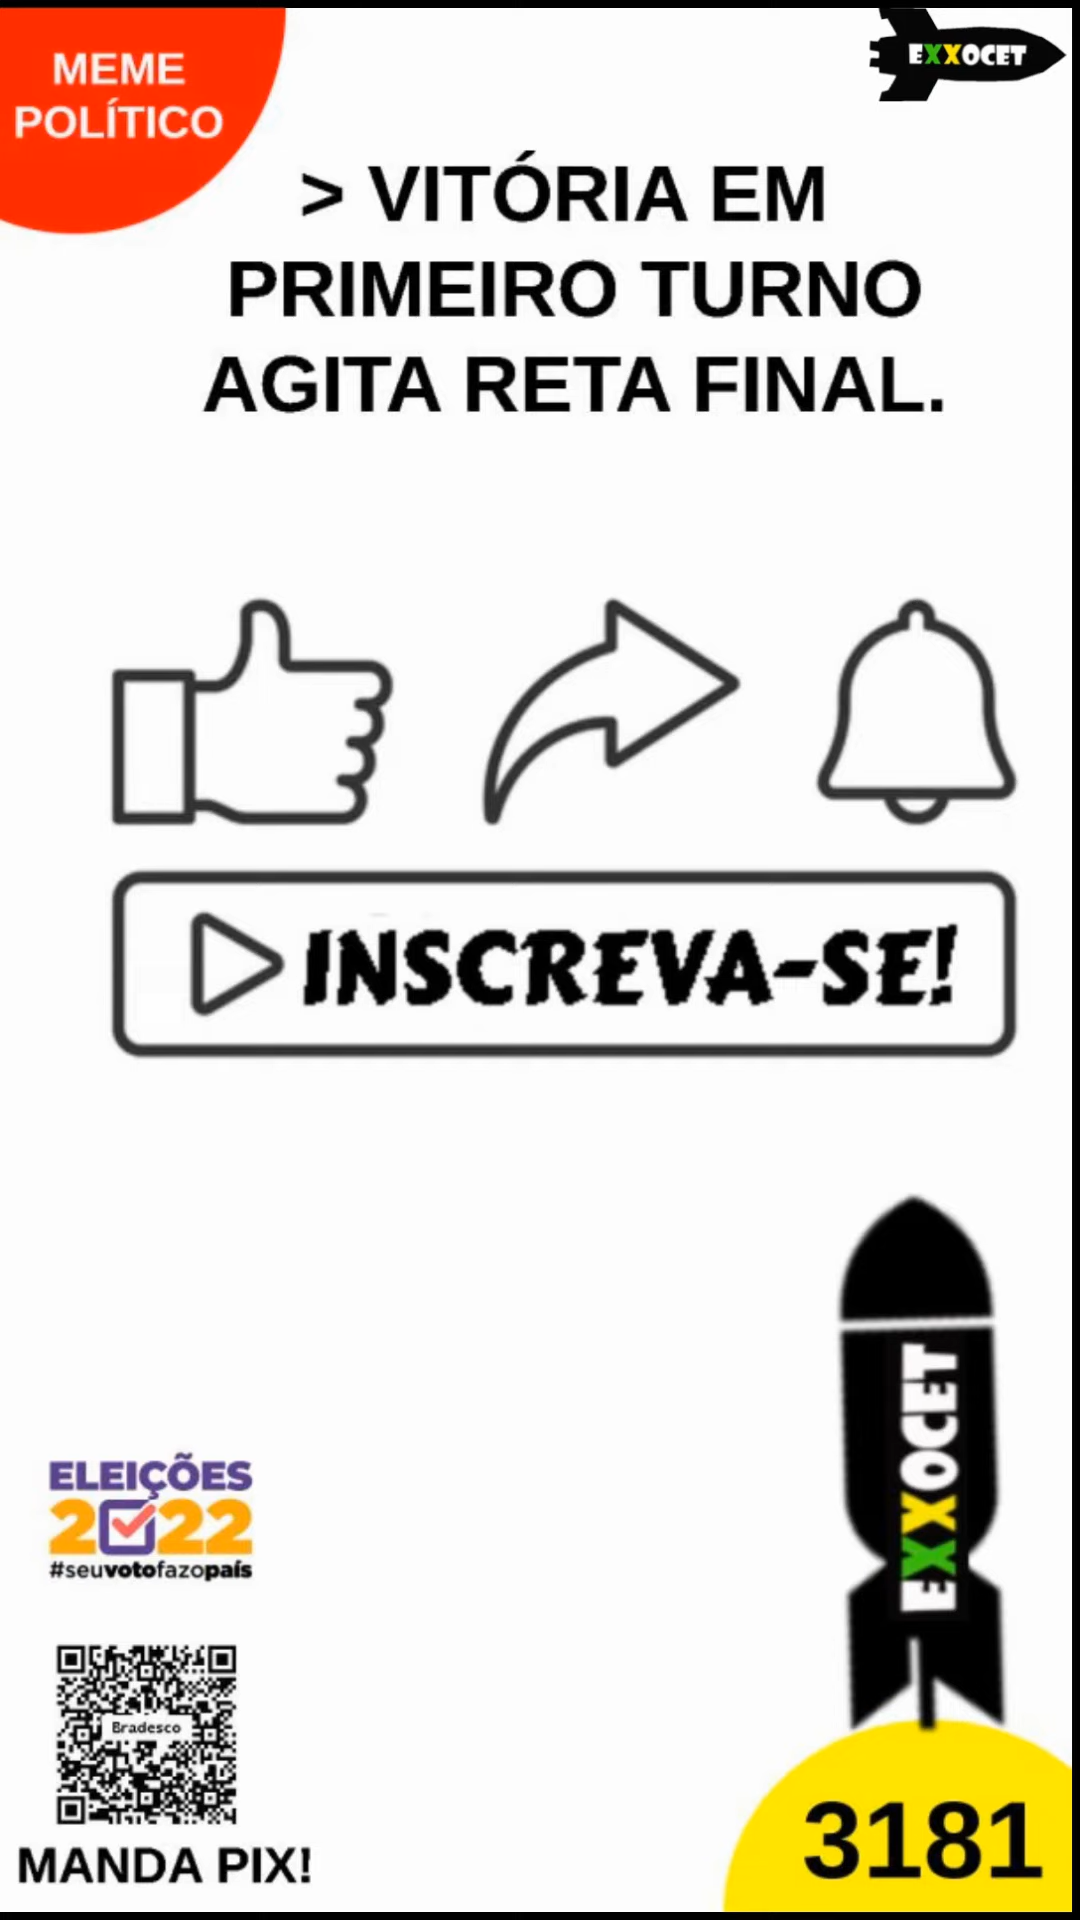 MEME
POLÍTICO
EXXOCET
> VITÓRIA EM
PRIMEIRO TURNO
AGITA RETA FINAL.
INSCREVA-SE!
EXXOCET
ELEIÇÕES
2022
#seuvotofazopaís
Bradesco
MANDA PIX!
3181